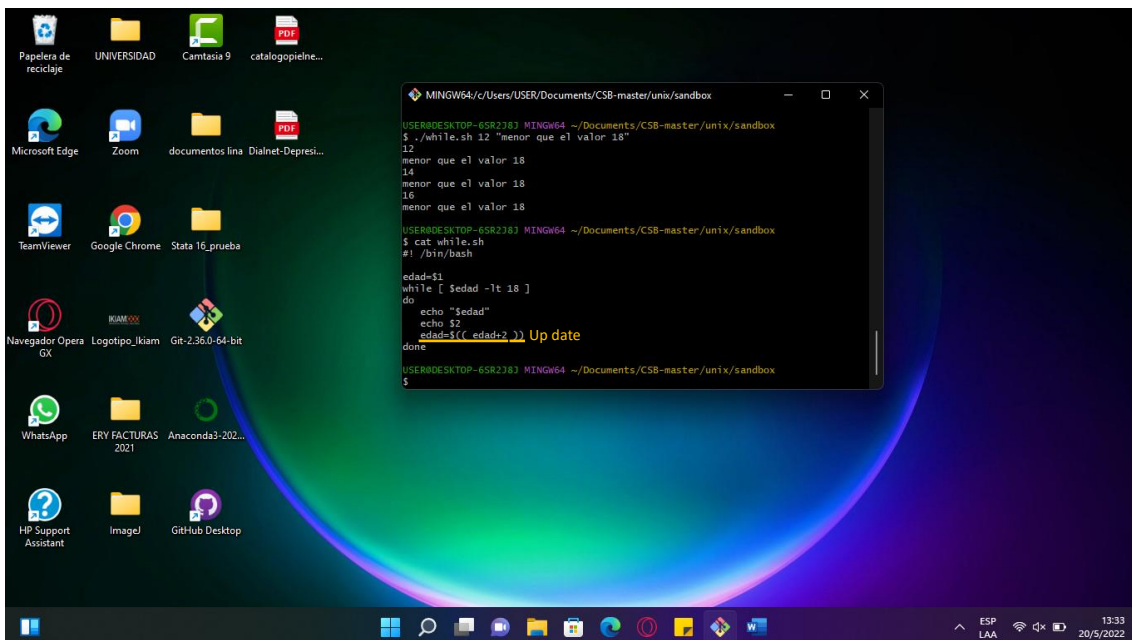 Papelera de
reciclaje
UNIVERSIDAD
Camtasia 9
catalogopielne...
Microsoft Edge
Zoom
documentos lina
Dialnet-Depresi...
TeamViewer
Google Chrome
Stata 16_prueba
Navegador Opera
GX
IKIAM
Logotipo_Ikiam
Git-2.36.0-64-bit
WhatsApp
ERY FACTURAS
2021
Anaconda3-202...
HP Support
Assistant
ImageJ
GitHub Desktop
PDF
PDF
MINGW64:/c/Users/USER/Documents/CSB-master/unix/sandbox
USER@DESKTOP-6SR2J8J MINGW64 ~/Documents/CSB-master/unix/sandbox
$ ./while.sh 12 "menor que el valor 18"
12
menor que el valor 18
14
menor que el valor 18
16
menor que el valor 18
USER@DESKTOP-6SR2J8J MINGW64 ~/Documents/CSB-master/unix/sandbox
$ cat while.sh
#! /bin/bash
edad=$1
while [ $edad -lt 18 ]
do
echo "$edad"
echo $2
edad=$(( edad+2 )) Up date
done
USER@DESKTOP-6SR2J8J MINGW64 ~/Documents/CSB-master/unix/sandbox
$
ESP
LAA
13:33
20/5/2022